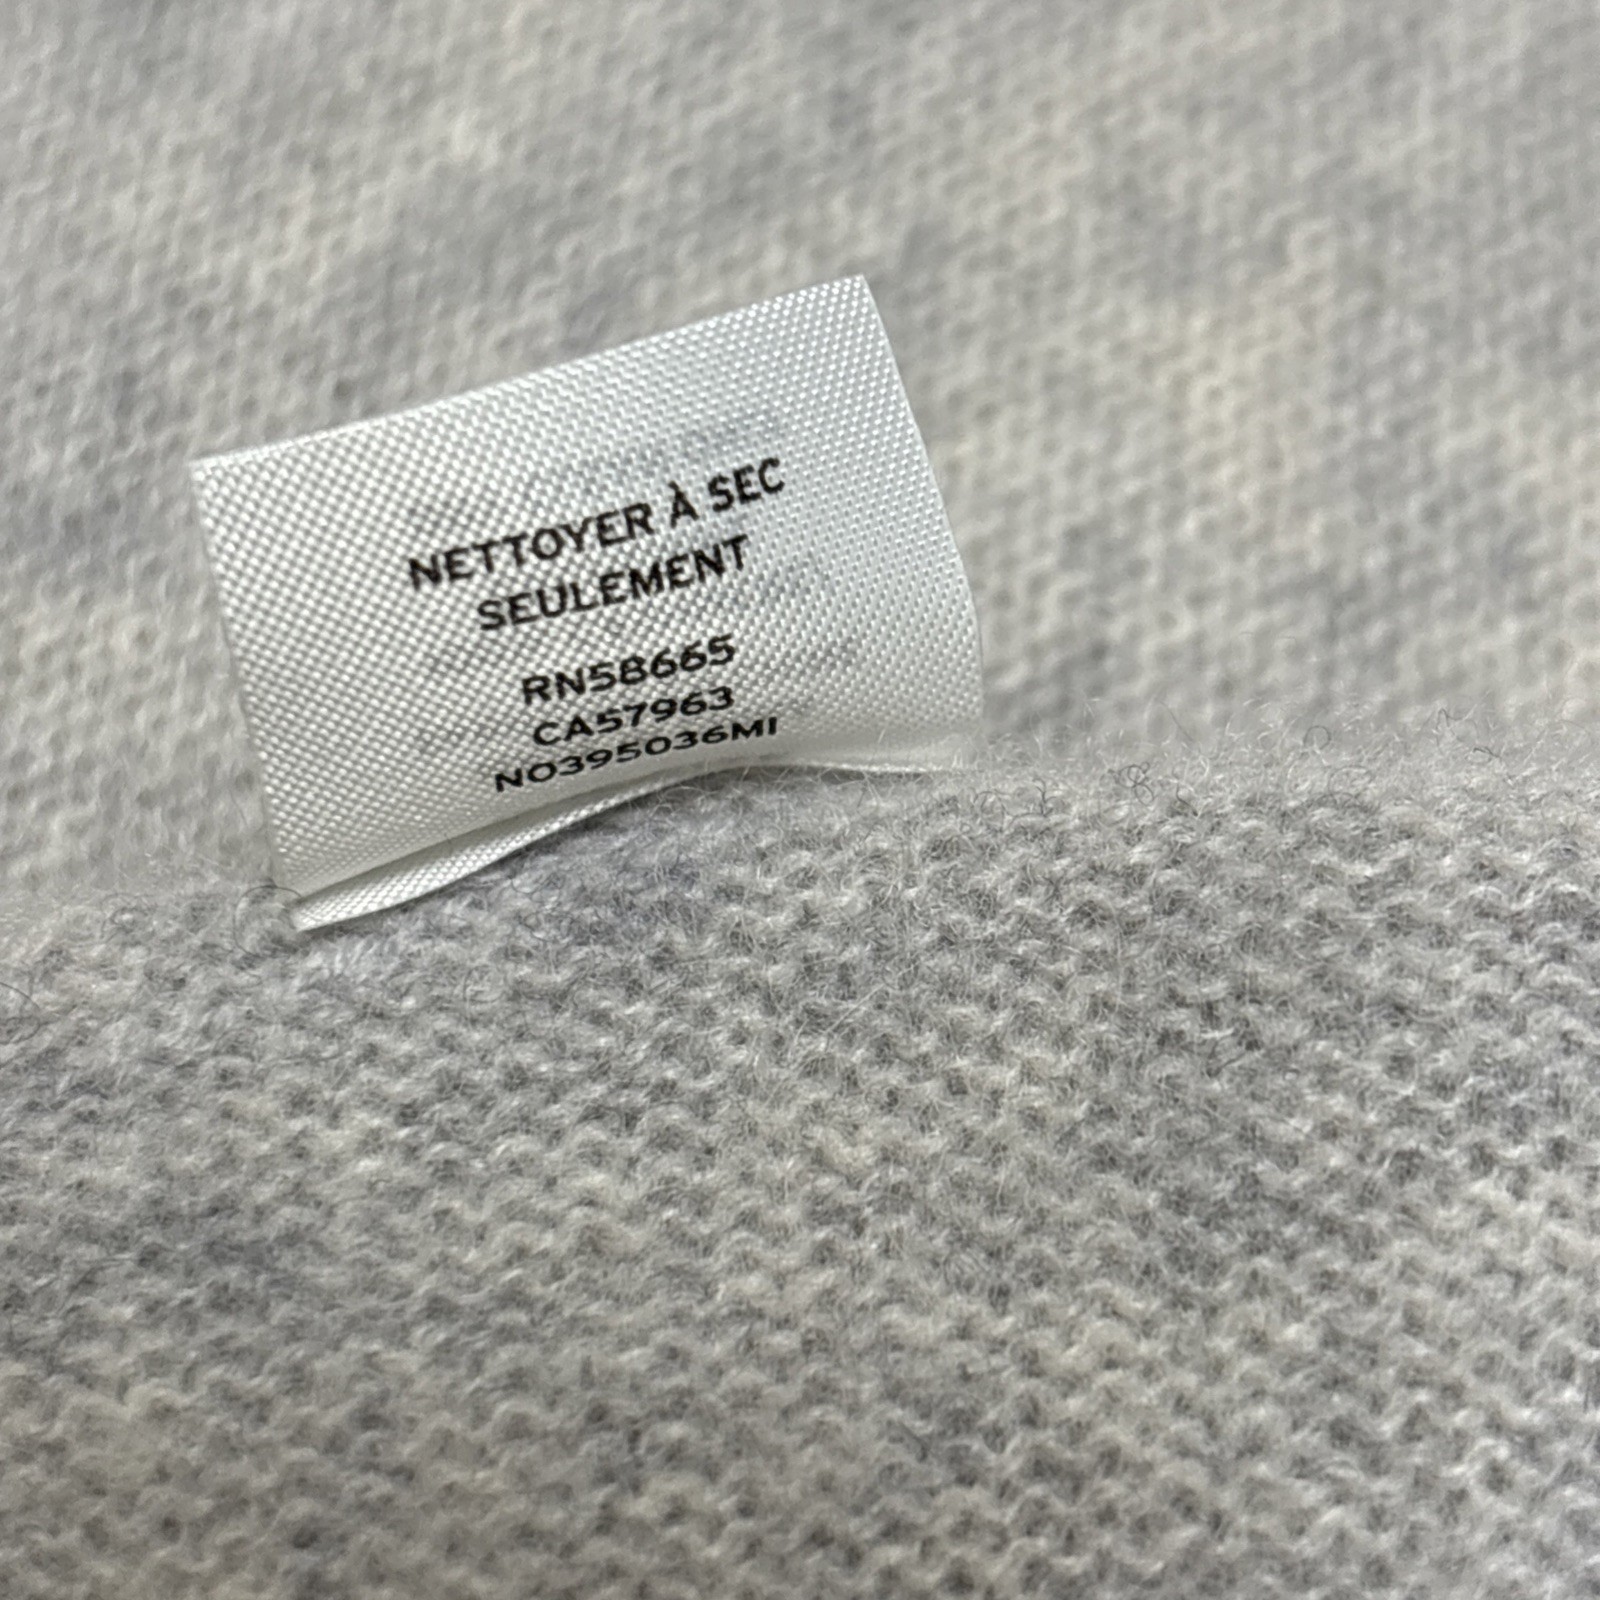 NETTOYER À SEC
SEULEMENT
RN58665
CA57963
NO395036MI